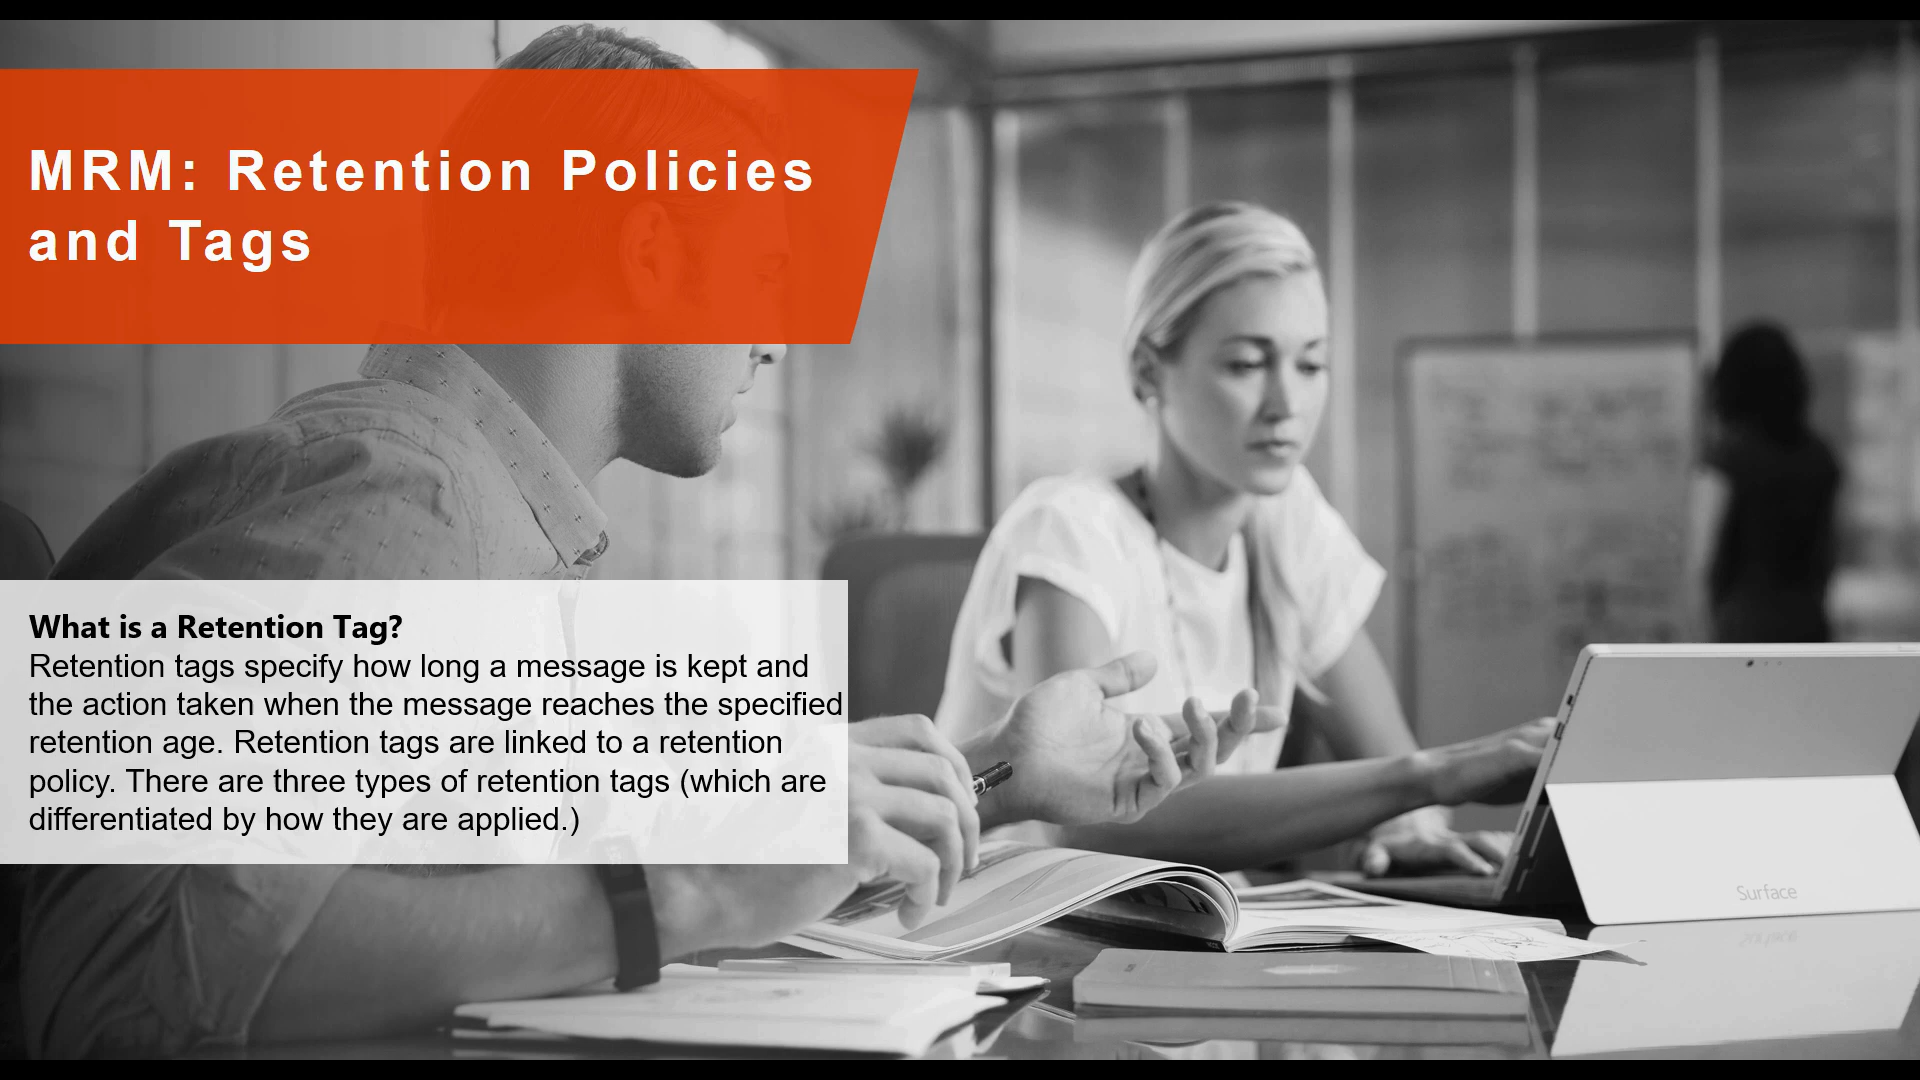 MRM: Retention Policies
and Tags
What is a Retention Tag?
Retention tags specify how long a message is kept and
the action taken when the message reaches the specified
retention age. Retention tags are linked to a retention
policy. There are three types of retention tags (which are
differentiated by how they are applied.)
Surface